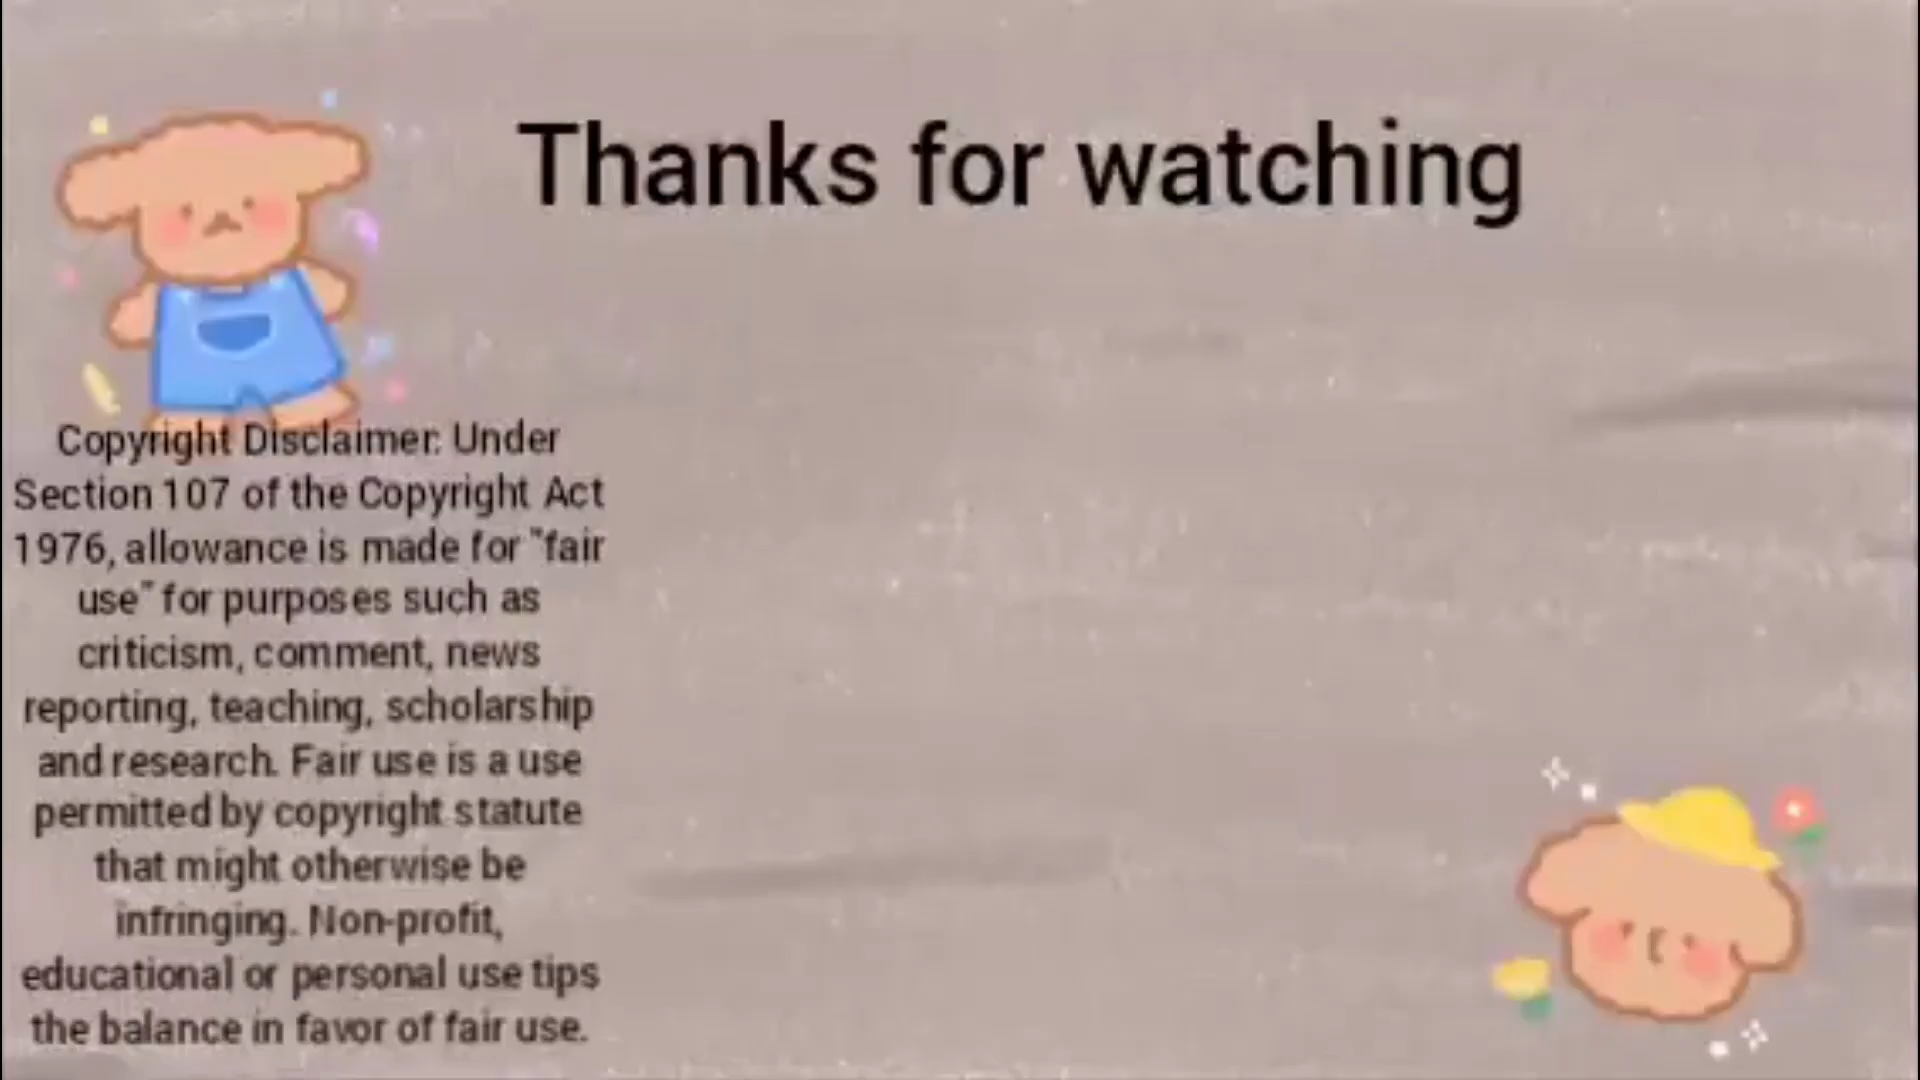 Thanks for watching
Copyright Disclaimer: Under
Section 107 of the Copyright Act
1976, allowance is made for "fair
use" for purposes such as
criticism, comment, news
reporting, teaching, scholarship
and research. Fair use is a use
permitted by copyright statute
that might otherwise be
infringing. Non-profit,
educational or personal use tips
the balance in favor of fair use.